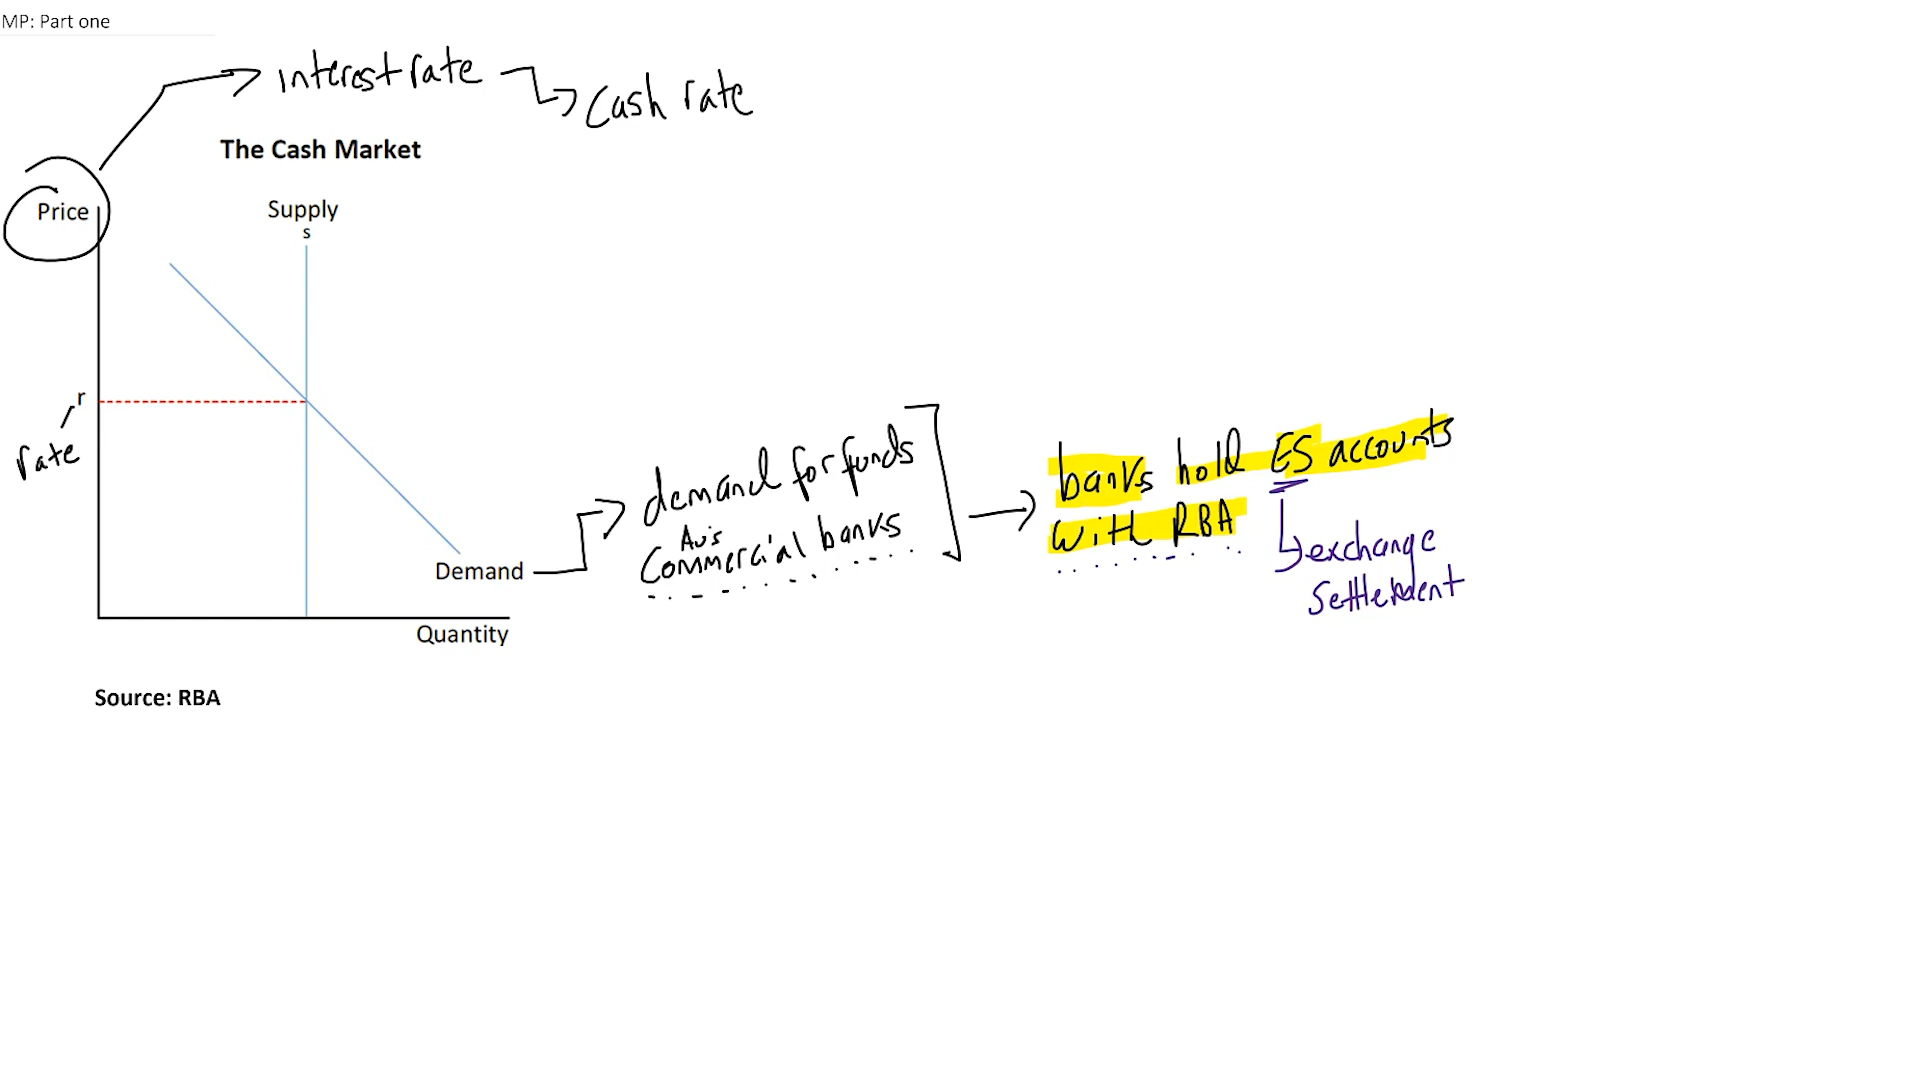 MP: Part one
interest rate
Cash rate
The Cash Market
Price
Supply
s
r
rate
demand for funds
Aus
Commercial banks
banks hold ES accounts
with RBA
exchange
Settlement
Demand
Quantity
Source: RBA